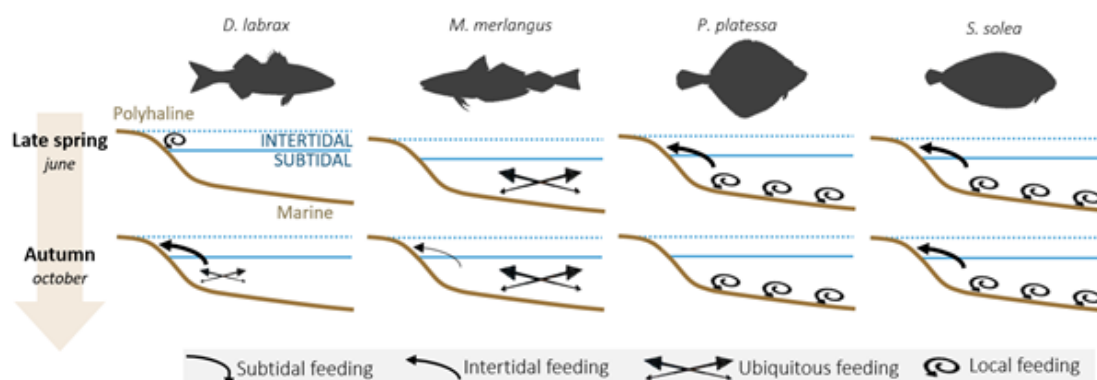 D. labrax
M. merlangus
P. platessa
S. solea
Polyhaline
Late spring
june
INTERTIDAL
SUBTIDAL
Marine
Autumn
october
Subtidal feeding
Intertidal feeding
Ubiquitous feeding
Local feeding